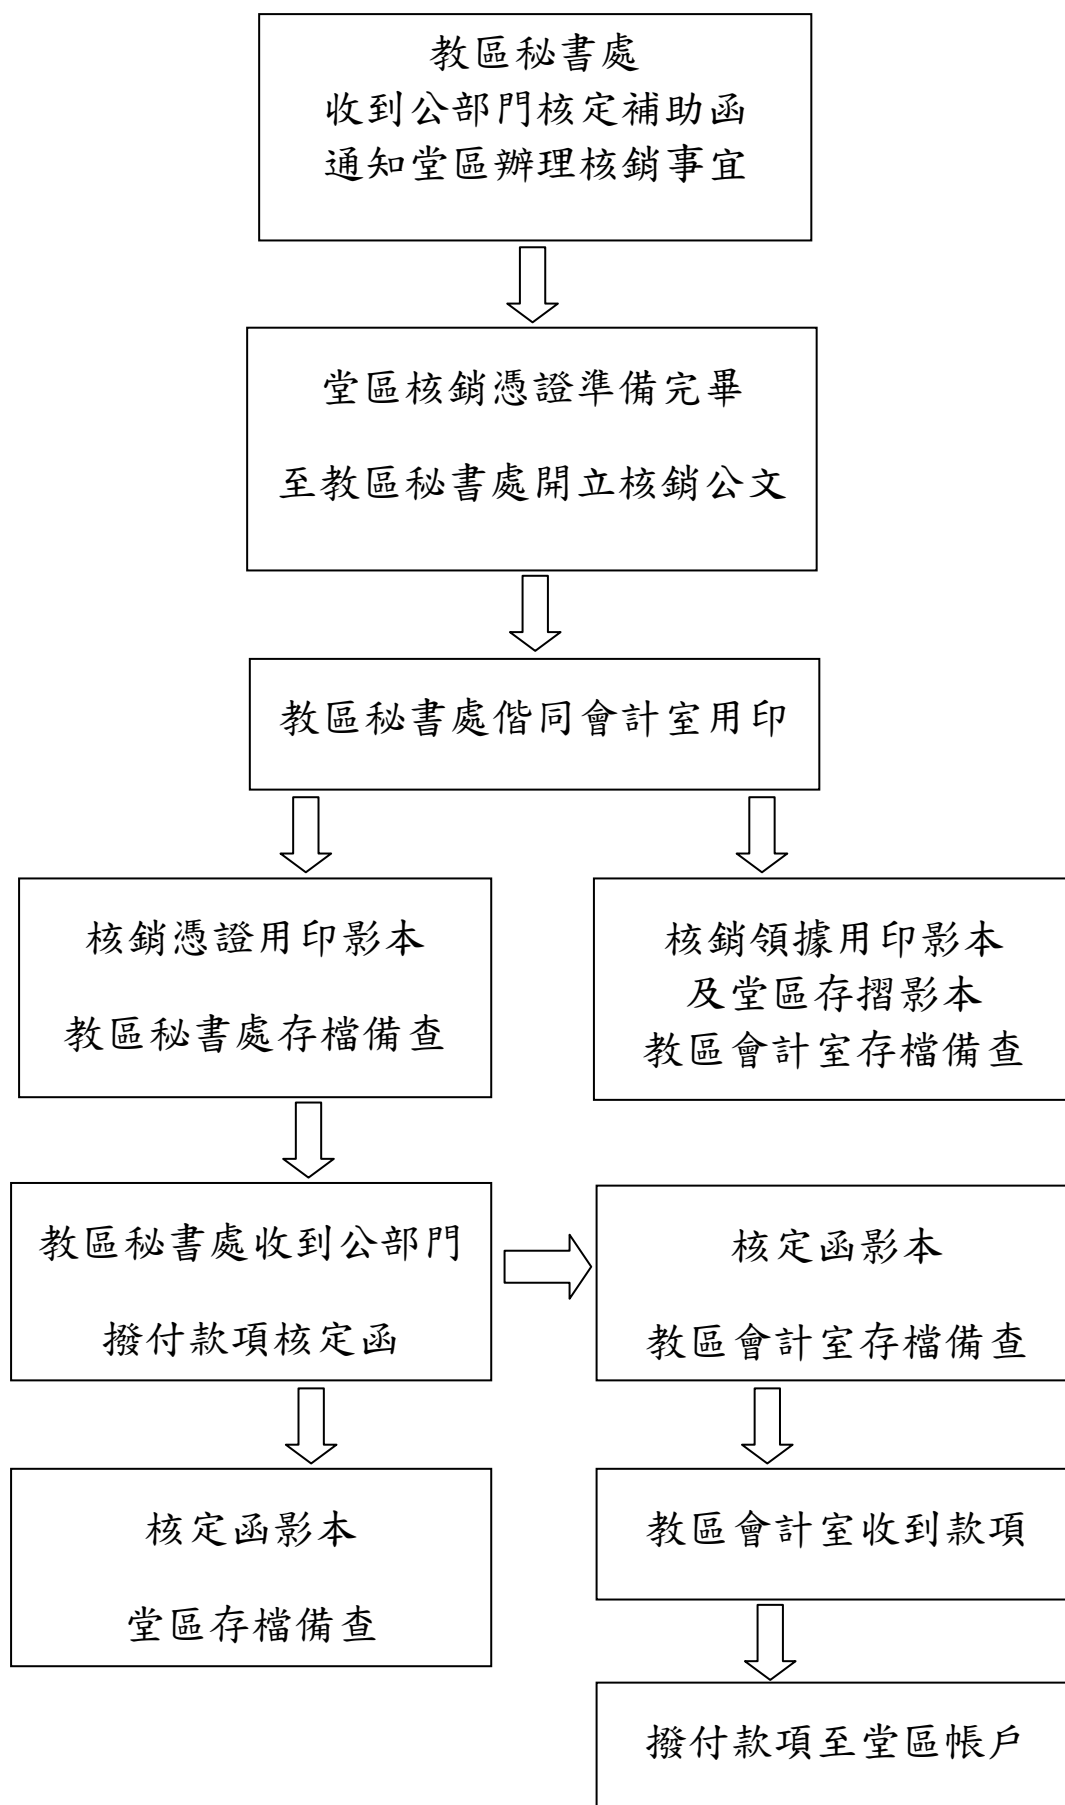 教區秘書處
收到公部門核定補助函
通知堂區辦理核銷事宜
堂區核銷憑證準備完畢
至教區秘書處開立核銷公文
教區秘書處偕同會計室用印
核銷憑證用印影本
教區秘書處存檔備查
核銷領據用印影本
及堂區存摺影本
教區會計室存檔備查
教區秘書處收到公部門
撥付款項核定函
核定函影本
教區會計室存檔備查
核定函影本
堂區存檔備查
教區會計室收到款項
撥付款項至堂區帳戶